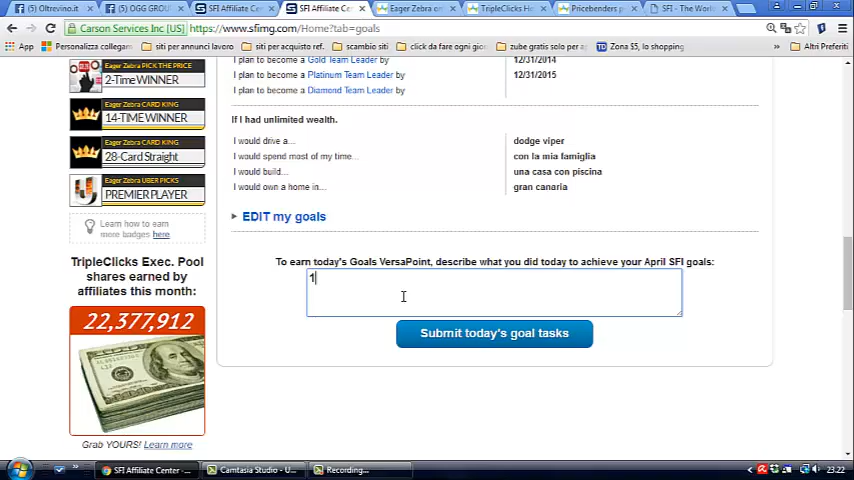 (5) Oltrevino.it
(5) OGG GROU
SFI Affiliate Cent
SFI Affiliate Cen
Eager Zebra on
TripleClicks Ho
Pricebenders p
SFI - The World
Carson Services Inc [US]
https://www.sfimg.com/Home?tab=goals
App
Personalizza collegam
siti per annunci lavoro
siti per acquisto ref.
scambio siti
click da fare ogni gior
zube gratis solo per a
Zona $5, lo shopping
»
Altri Preferiti
Eager Zebra PICK THE PRICE
2-Time WINNER
Eager Zebra CARD KING
14-TIME WINNER
Eager Zebra CARD KING
28-Card Straight
Eager Zebra UBER PICKS
PREMIER PLAYER
Learn how to earn
more badges here
TripleClicks Exec. Pool
shares earned by
affiliates this month:
22,377,912
Grab YOURS! Learn more
I plan to become a Gold Team Leader by
12/31/2014
I plan to become a Platinum Team Leader by
12/31/2015
I plan to become a Diamond Team Leader by
If I had unlimited wealth.
I would drive a...
dodge viper
I would spend most of my time...
con la mia famiglia
I would build...
una casa con piscina
I would own a home in...
gran canaria
EDIT my goals
To earn today's Goals VersaPoint, describe what you did today to achieve your April SFI goals:
1
Submit today's goal tasks
SFI Affiliate Center -...
Camtasia Studio - U...
Recording...
23.22